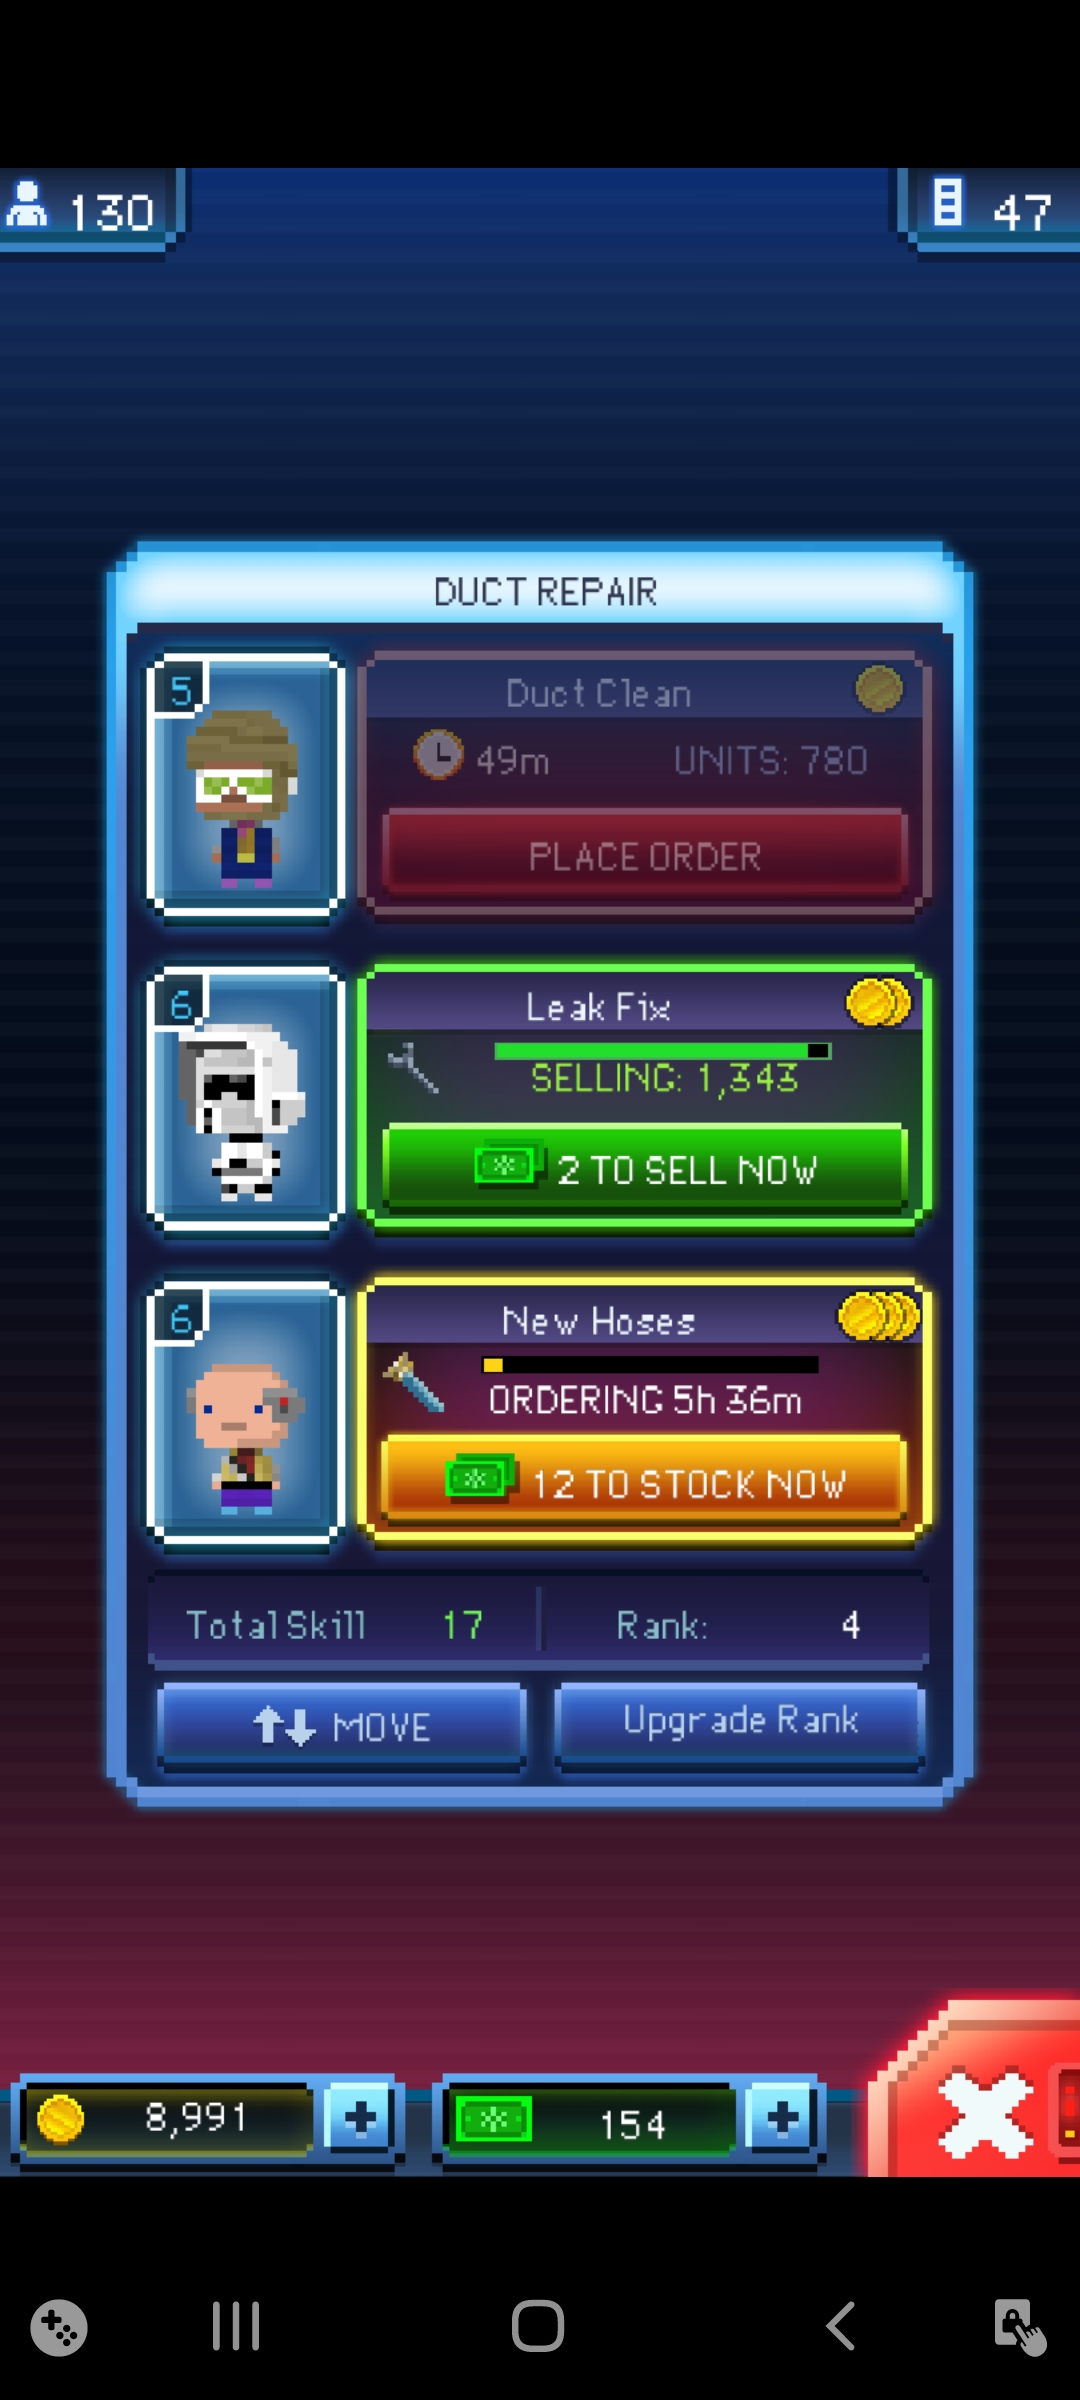 130
47
DUCT REPAIR
5
Duct Clean
49m UNITS: 780
PLACE ORDER
6
Leak Fix
SELLING: 1,343
2 TO SELL NOW
6
New Hoses
ORDERING 5h 36m
12 TO STOCK NOW
Total Skill 17 Rank: 4
MOVE Upgrade Rank
8,991 154